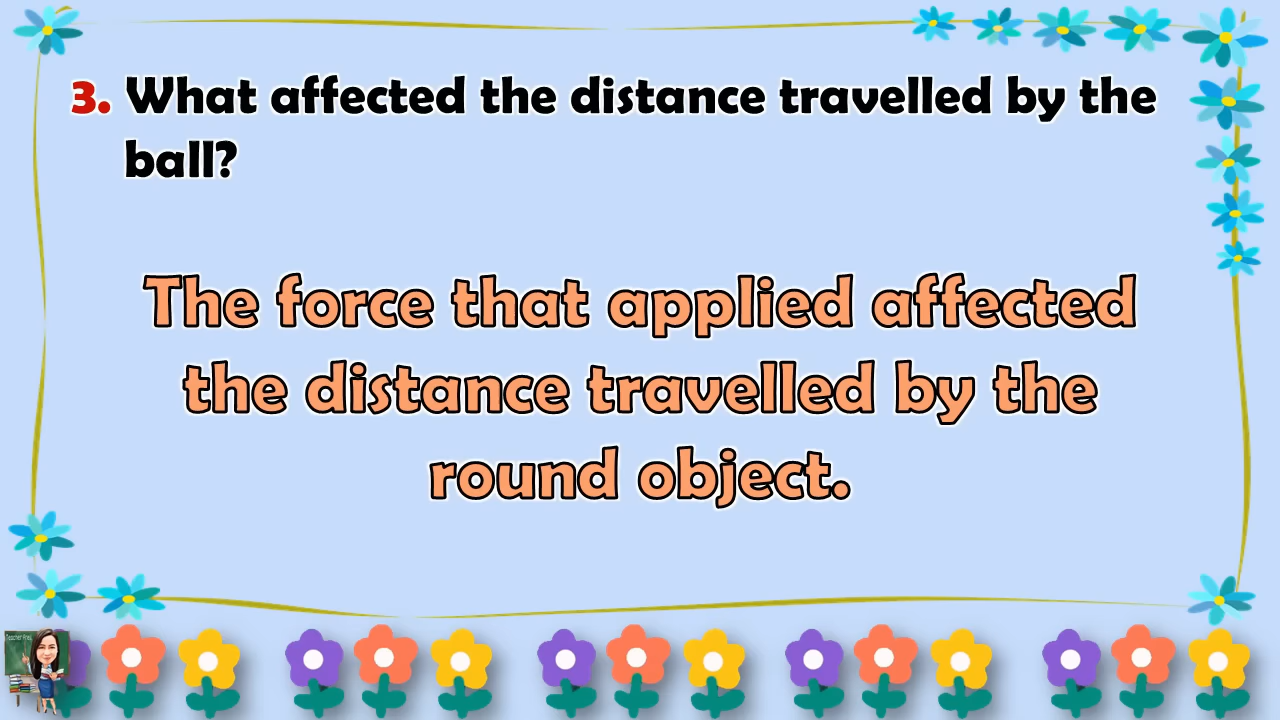 3. What affected the distance travelled by the
ball?
The force that applied affected
the distance travelled by the
round object.